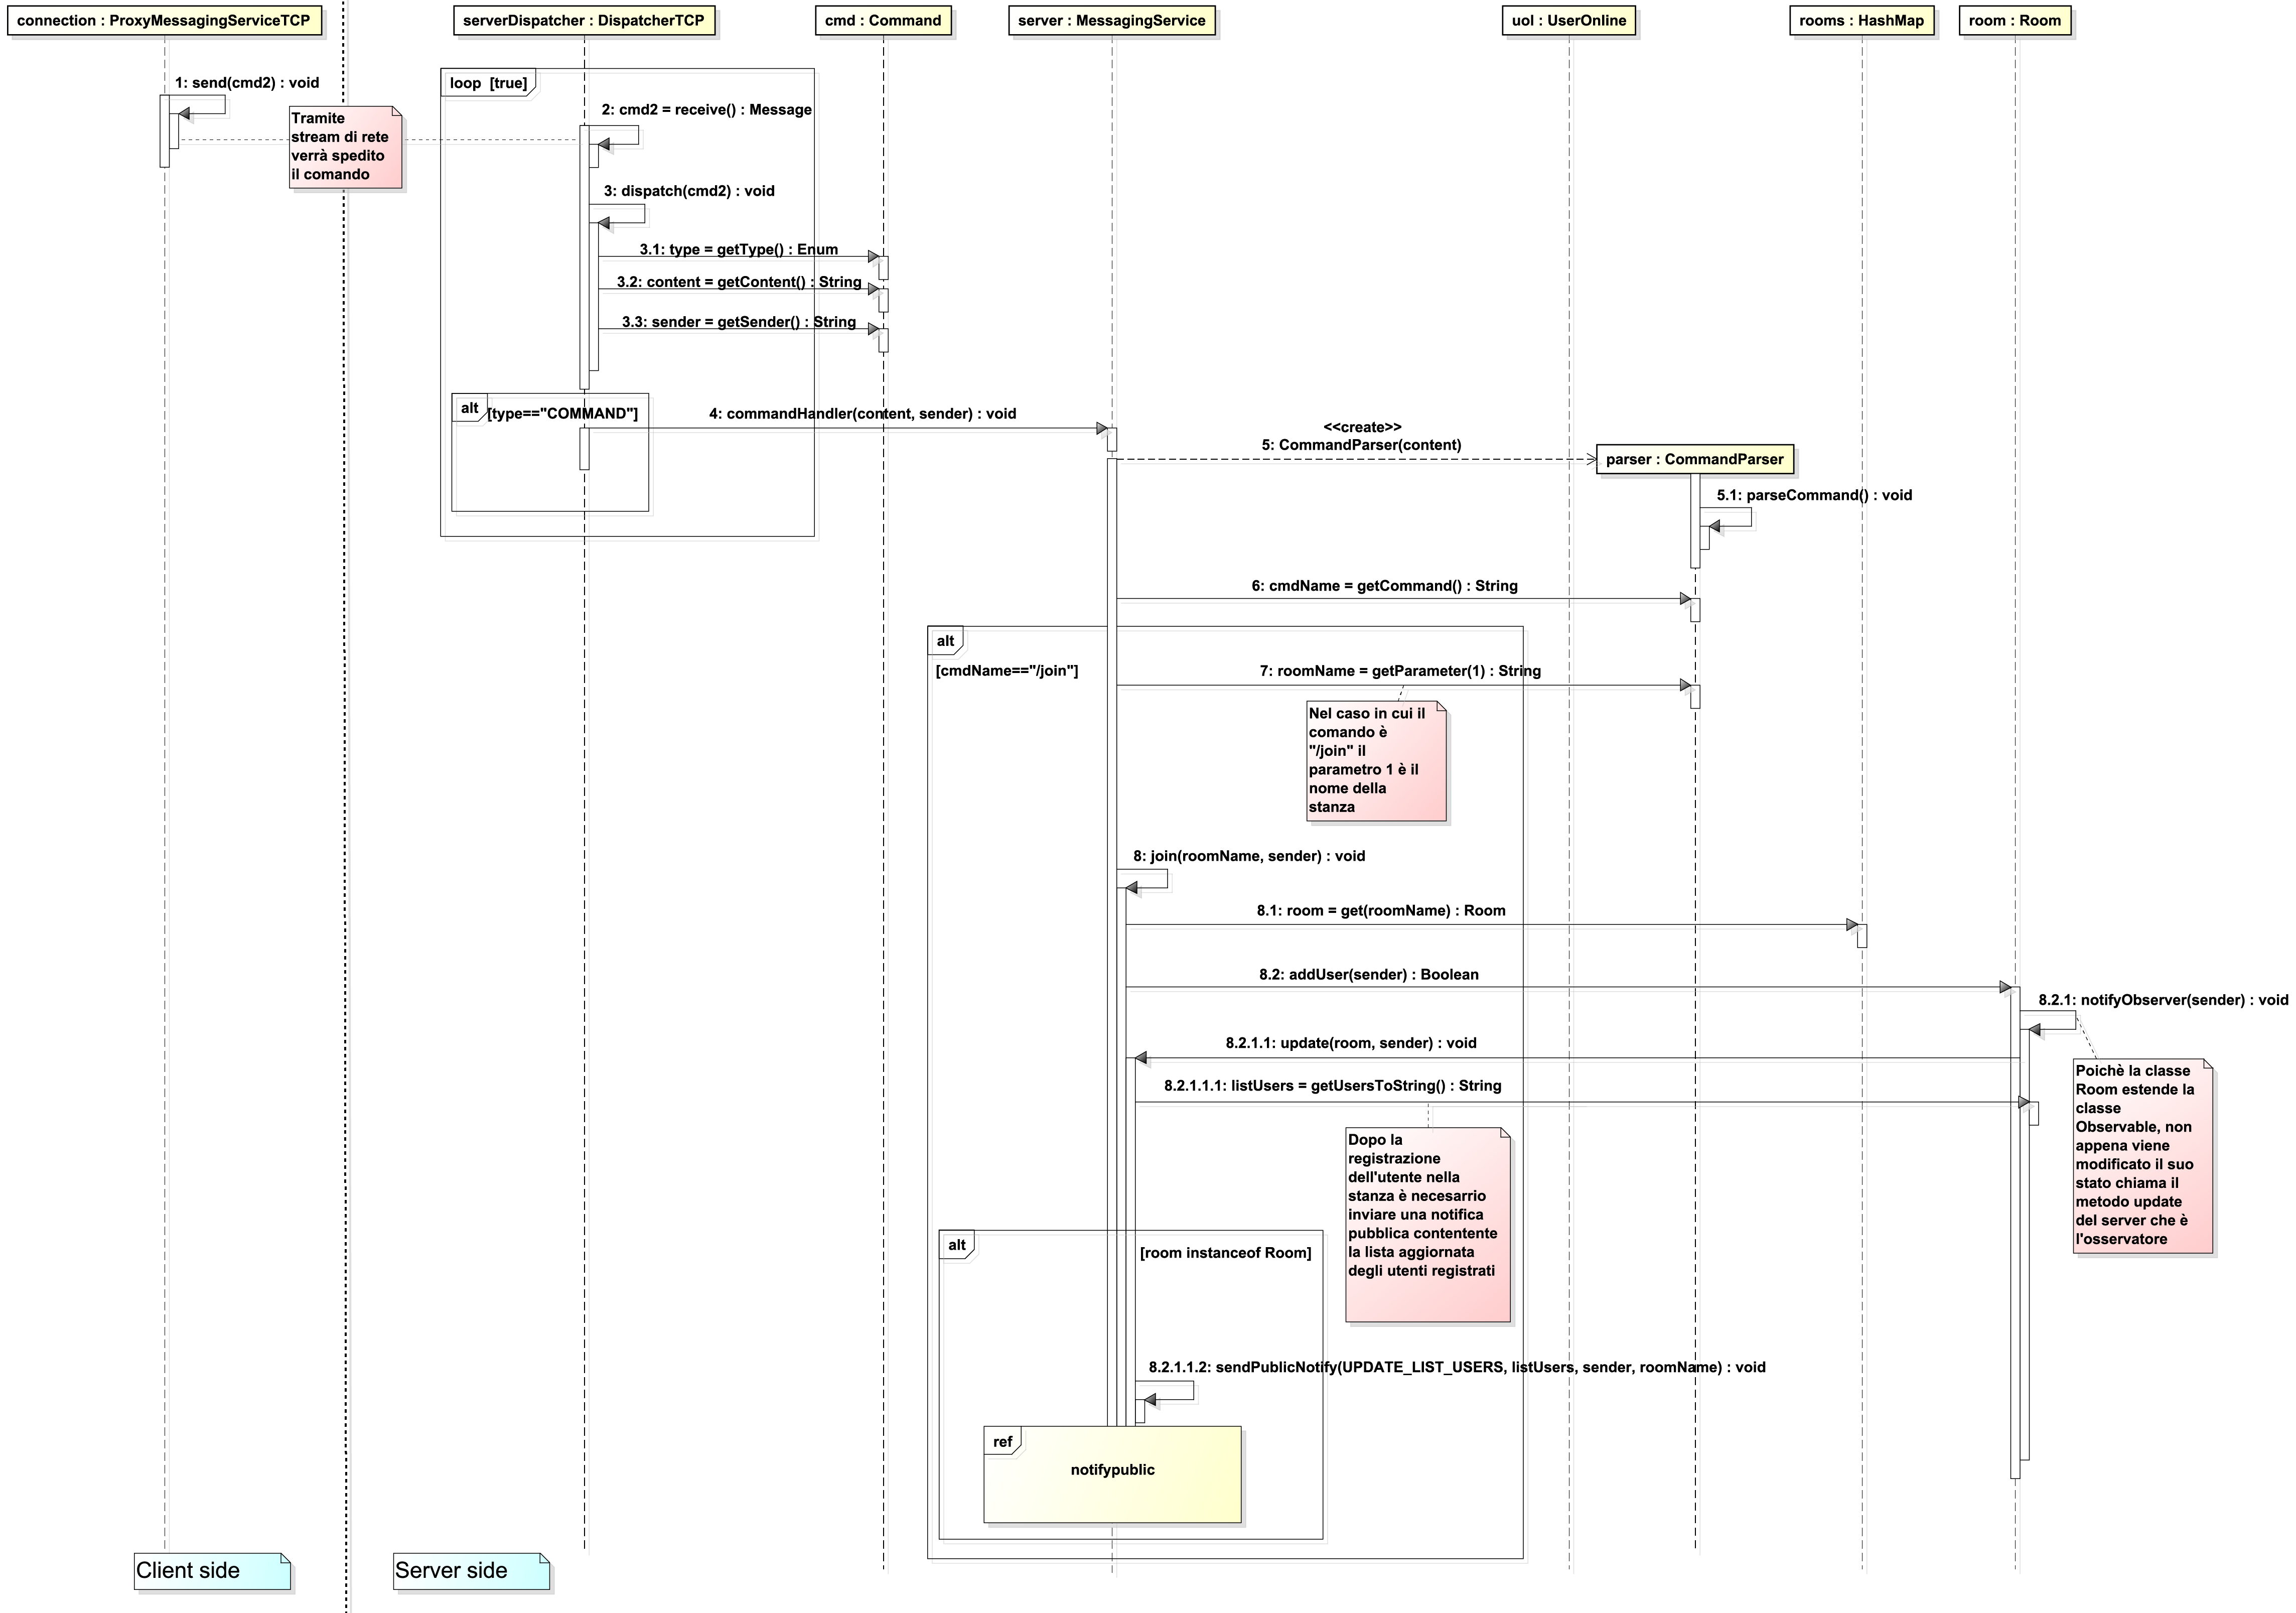 connection : ProxyMessagingServiceTCP
serverDispatcher : DispatcherTCP
cmd : Command
server : MessagingService
uol : UserOnline
rooms : HashMap
room : Room
loop [true]
1: send(cmd2) : void
2: cmd2 = receive() : Message
Tramite
stream di rete
verrà spedito
il comando
3: dispatch(cmd2) : void
3.1: type = getType() : Enum
3.2: content = getContent() : String
3.3: sender = getSender() : String
alt
[type=="COMMAND"]
4: commandHandler(content, sender) : void
<<create>>
5: CommandParser(content)
parser : CommandParser
5.1: parseCommand() : void
6: cmdName = getCommand() : String
alt
[cmdName=="/join"]
7: roomName = getParameter(1) : String
Nel caso in cui il
comando è
"/join" il
parametro 1 è il
nome della
stanza
8: join(roomName, sender) : void
8.1: room = get(roomName) : Room
8.2: addUser(sender) : Boolean
8.2.1: notifyObserver(sender) : void
8.2.1.1: update(room, sender) : void
Poichè la classe
Room estende la
classe
Observable, non
appena viene
modificato il suo
stato chiama il
metodo update
del server che è
l'osservatore
8.2.1.1.1: listUsers = getUsersToString() : String
Dopo la
registrazione
dell'utente nella
stanza è necesarrio
inviare una notifica
pubblica contentente
la lista aggiornata
degli utenti registrati
alt
[room instanceof Room]
8.2.1.1.2: sendPublicNotify(UPDATE_LIST_USERS, listUsers, sender, roomName) : void
ref
notifypublic
Client side
Server side